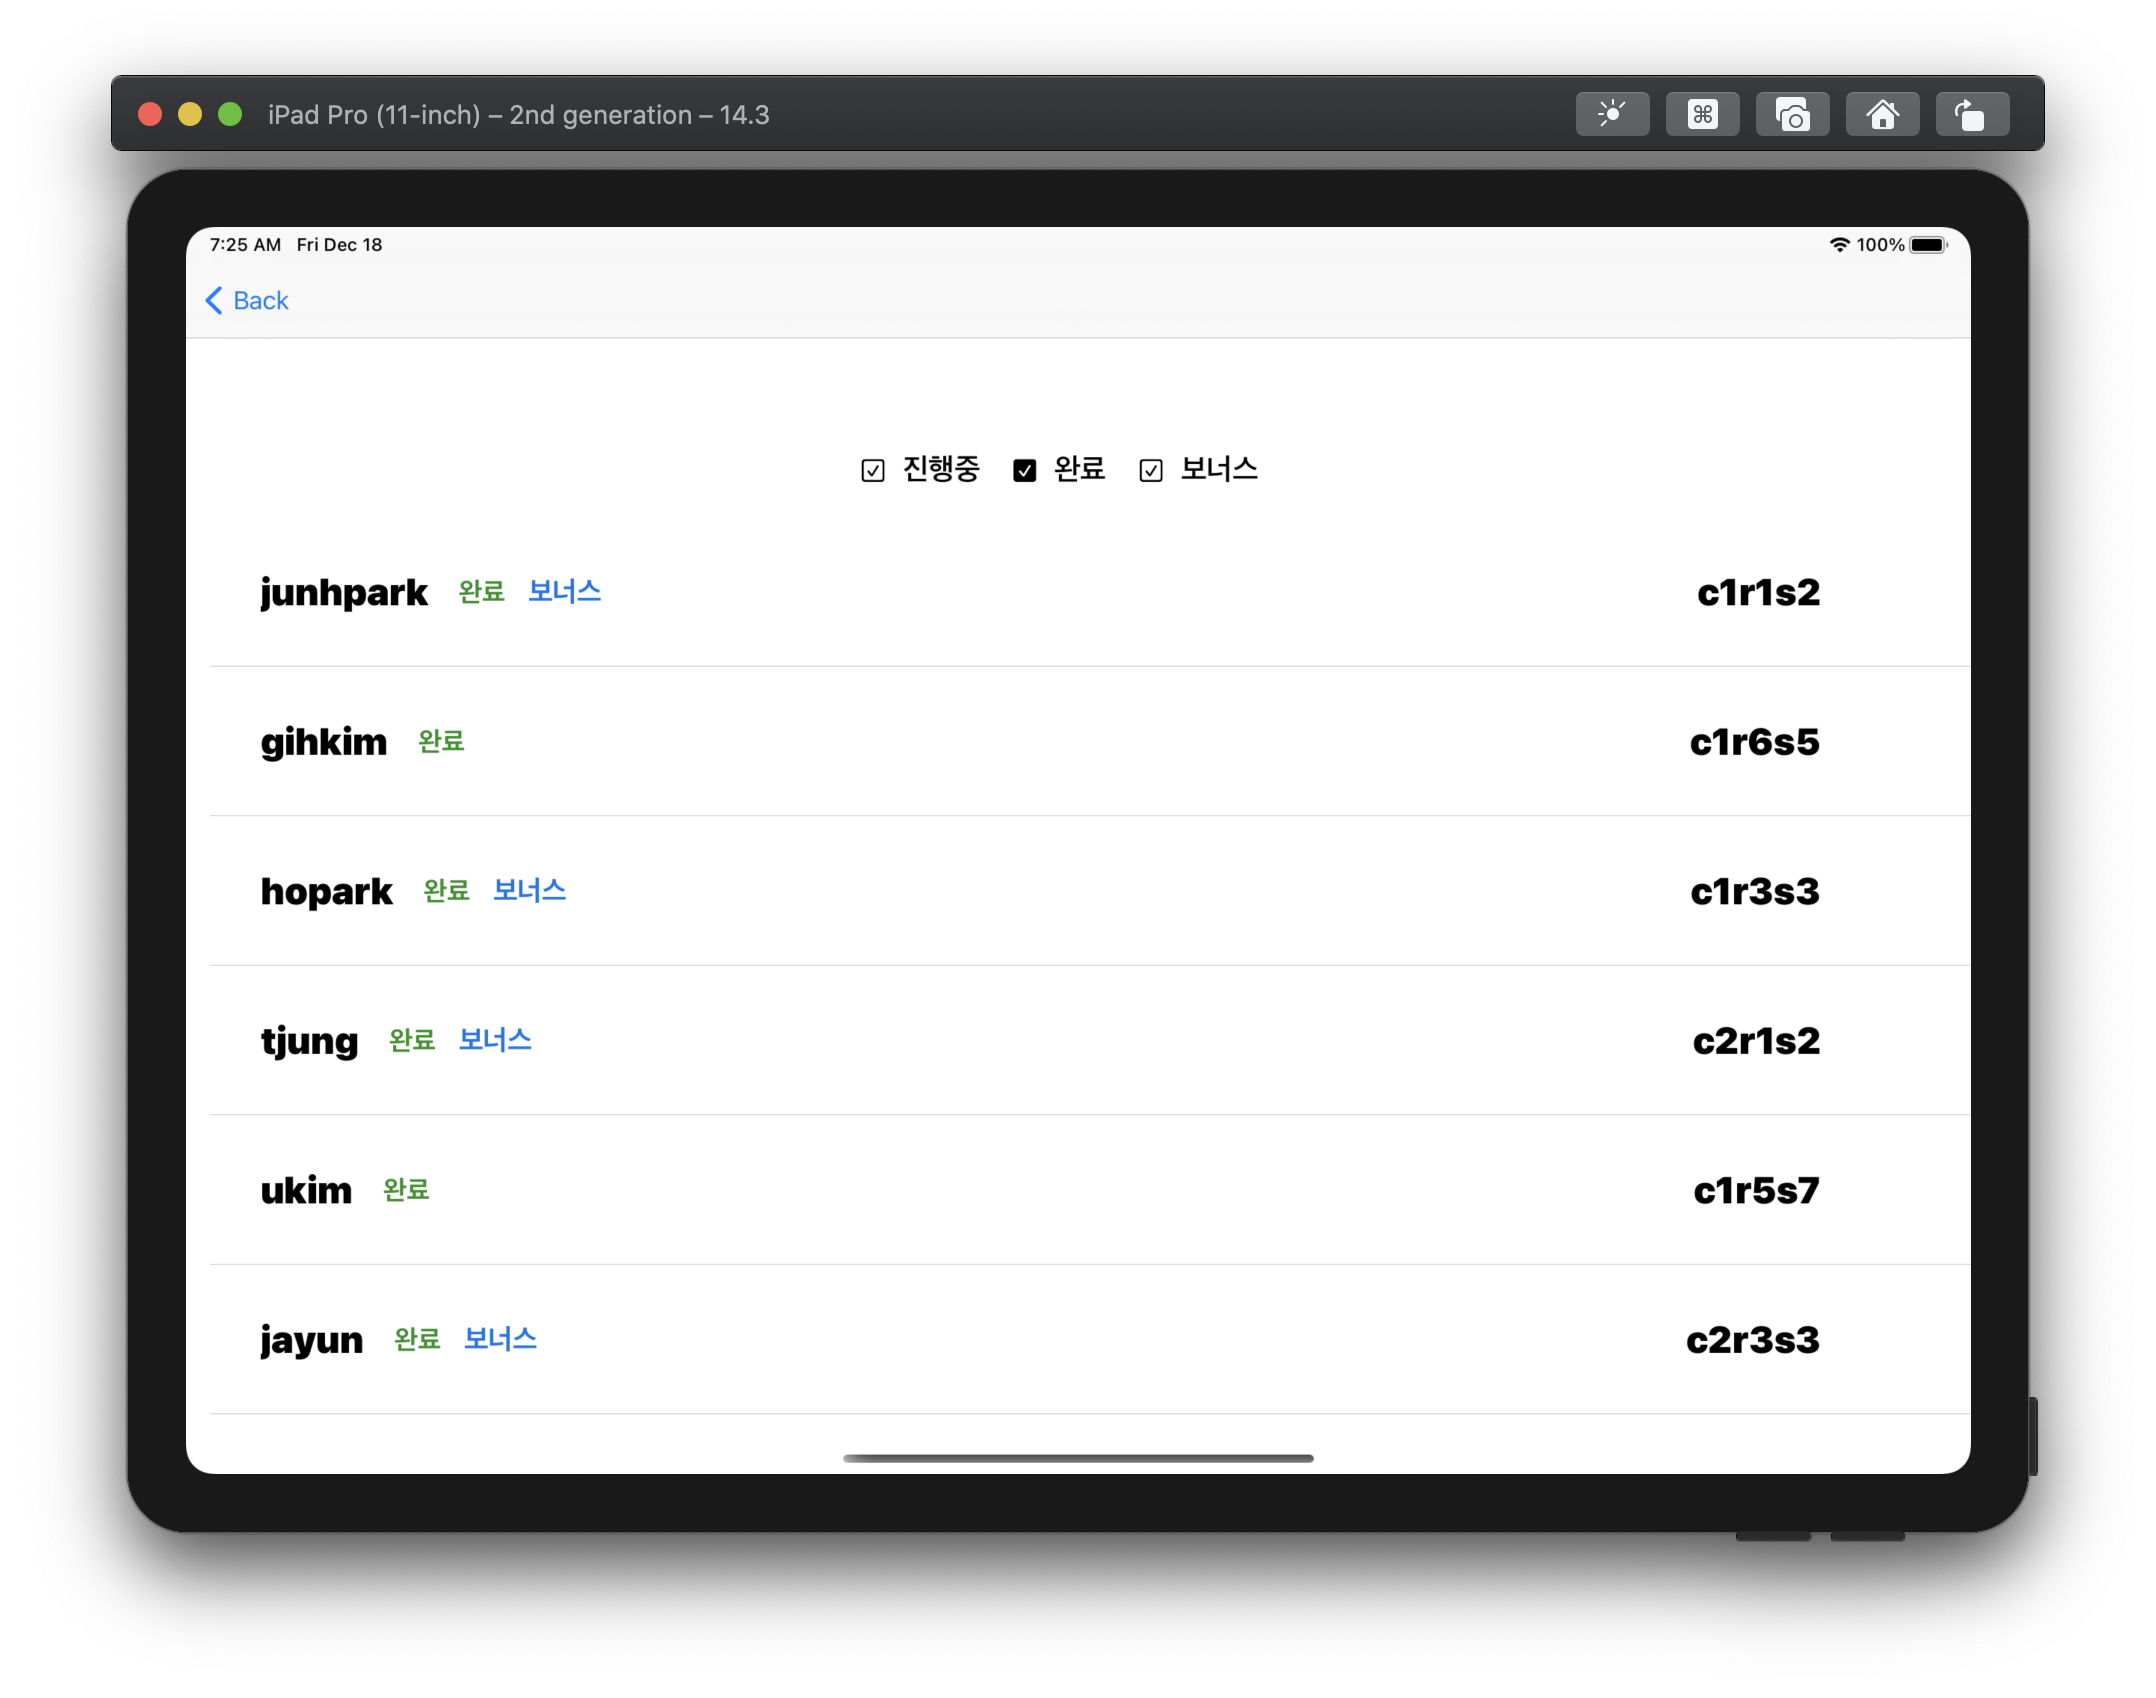 iPad Pro (11-inch) – 2nd generation – 14.3
7:25 AM Fri Dec 18 100%
Back
진행중 완료 보너스
junhpark 완료 보너스 c1r1s2
gihkim 완료 c1r6s5
hopark 완료 보너스 c1r3s3
tjung 완료 보너스 c2r1s2
ukim 완료 c1r5s7
jayun 완료 보너스 c2r3s3